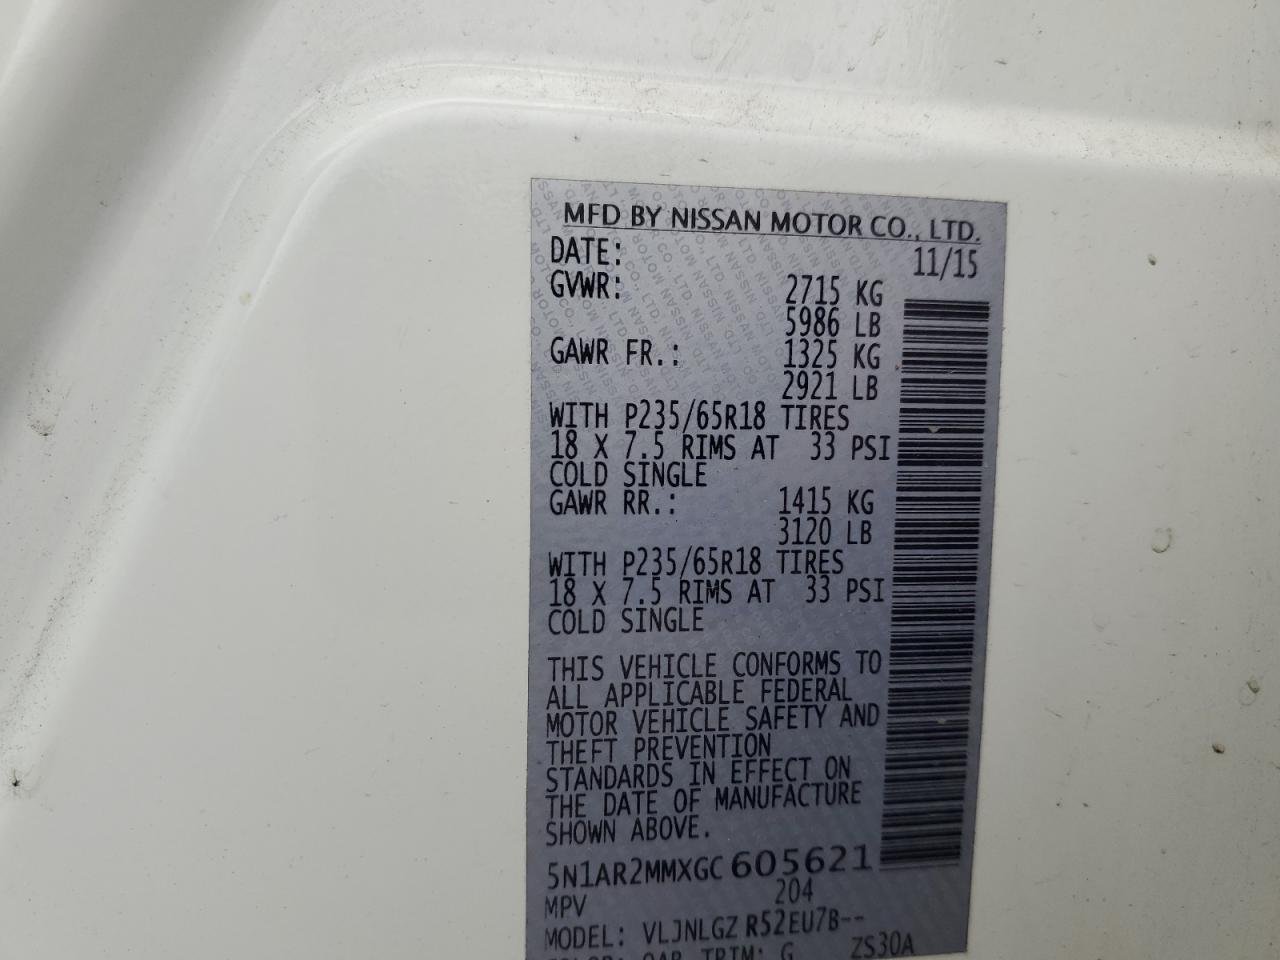 MFD BY NISSAN MOTOR CO., LTD.
DATE: 11/15
GVWR: 2715 KG
5986 LB
GAWR FR.: 1325 KG
2921 LB
WITH P235/65R18 TIRES
18 X 7.5 RIMS AT 33 PSI
COLD SINGLE
GAWR RR.: 1415 KG
3120 LB
WITH P235/65R18 TIRES
18 X 7.5 RIMS AT 33 PSI
COLD SINGLE
THIS VEHICLE CONFORMS TO
ALL APPLICABLE FEDERAL
MOTOR VEHICLE SAFETY AND
THEFT PREVENTION
STANDARDS IN EFFECT ON
THE DATE OF MANUFACTURE
SHOWN ABOVE.
5N1AR2MMXGC605621
MPV 204
MODEL: VLJNLGZ R52EU7B--
COLOR: QAB TRIM: G ZS30A